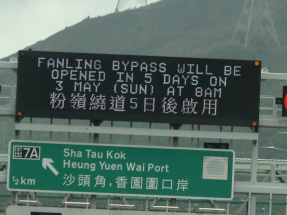 FANLING BYPASS WILL BE
OPENED IN 5 DAYS ON
3 MAY (SUN) AT 8AM
粉嶺繞道5日後啟用
出 7A
Sha Tau Kok
Heung Yuen Wai Port
沙頭角, 香園圍口岸
½ km